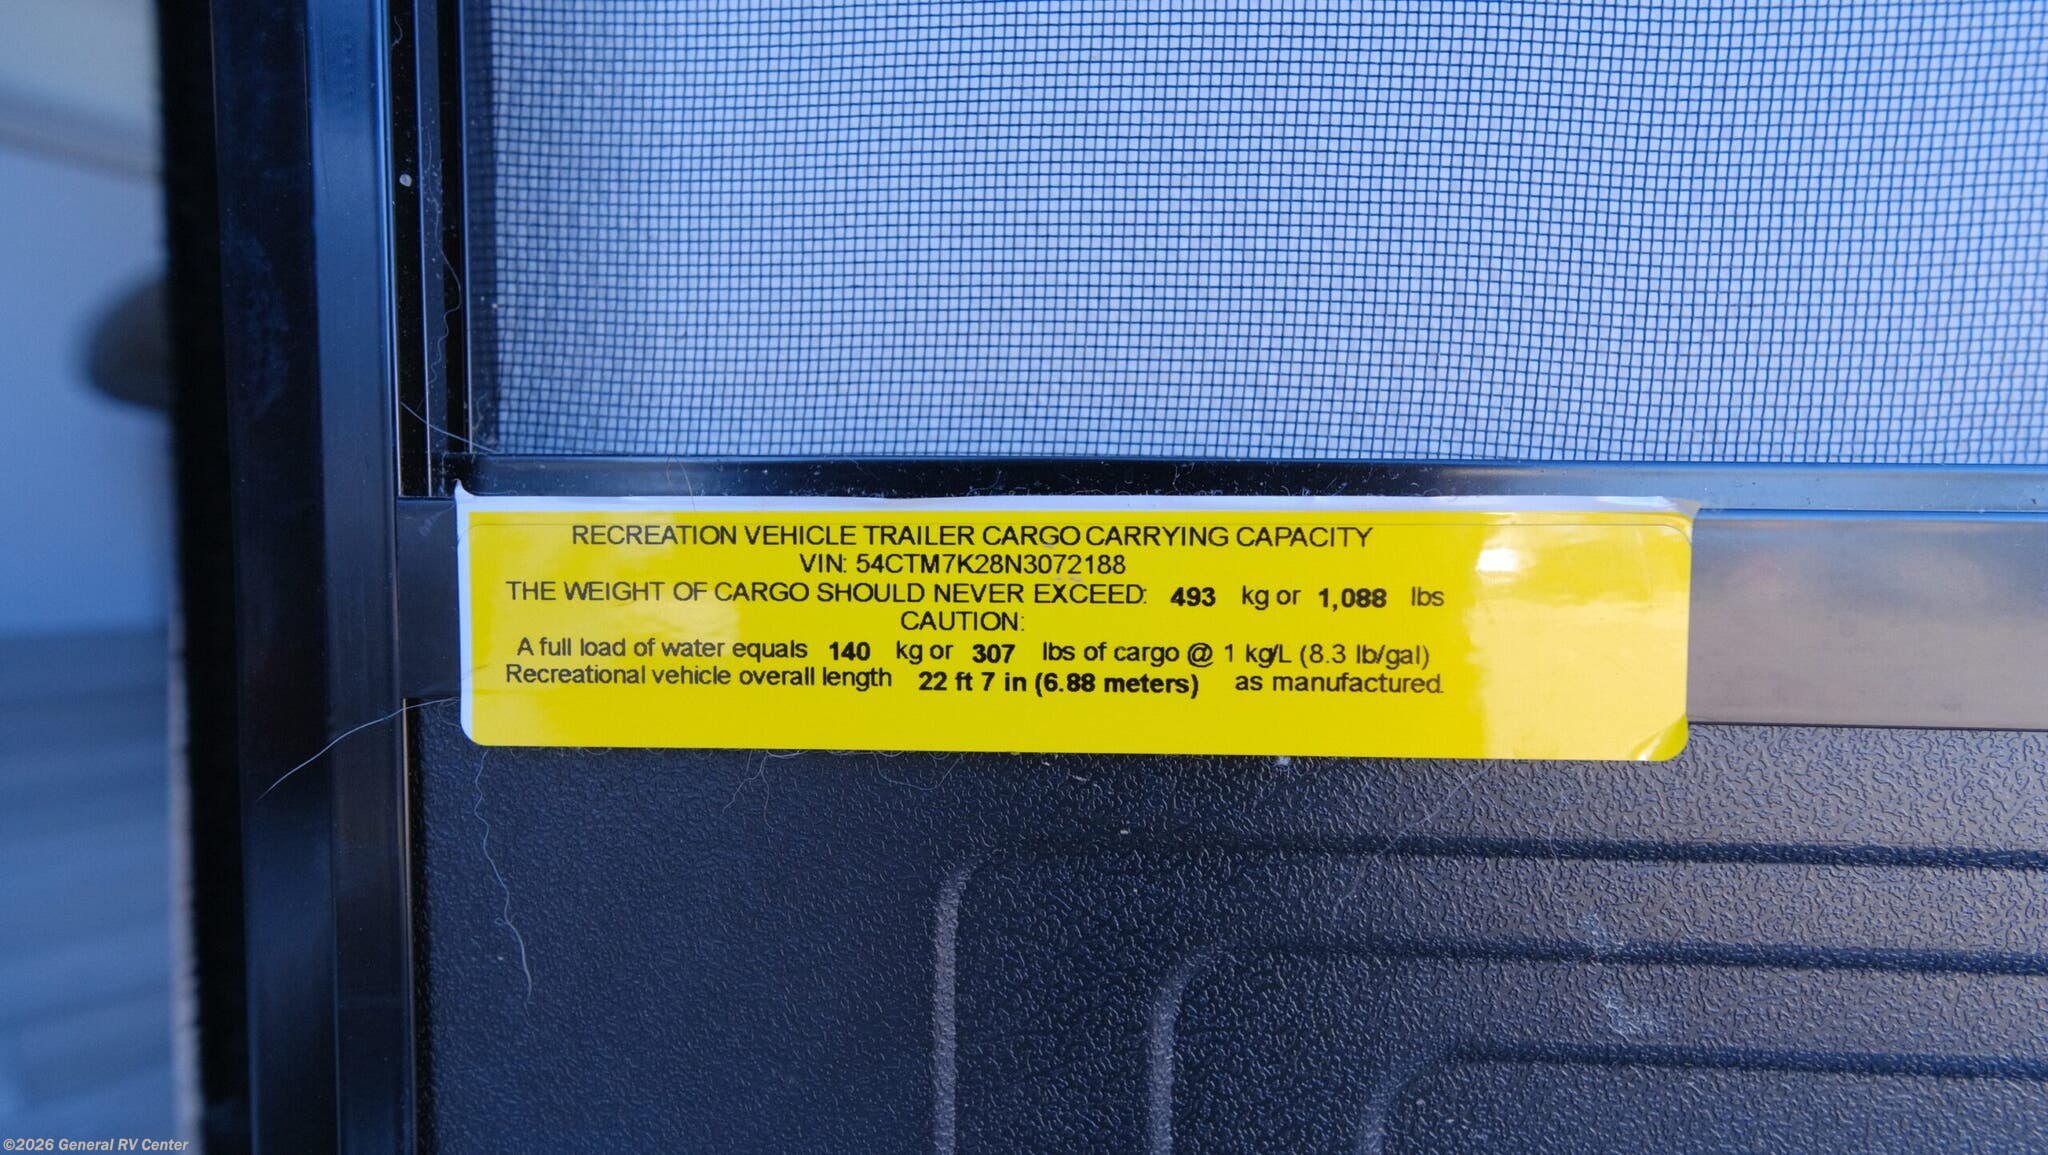 RECREATION VEHICLE TRAILER CARGO CARRYING CAPACITY
VIN: 54CTM7K28N3072188
THE WEIGHT OF CARGO SHOULD NEVER EXCEED: 493 kg or 1,088 lbs
CAUTION:
A full load of water equals 140 kg or 307 lbs of cargo @ 1 kg/L (8.3 lb/gal)
Recreational vehicle overall length 22 ft 7 in (6.88 meters) as manufactured.
©2026 General RV Center